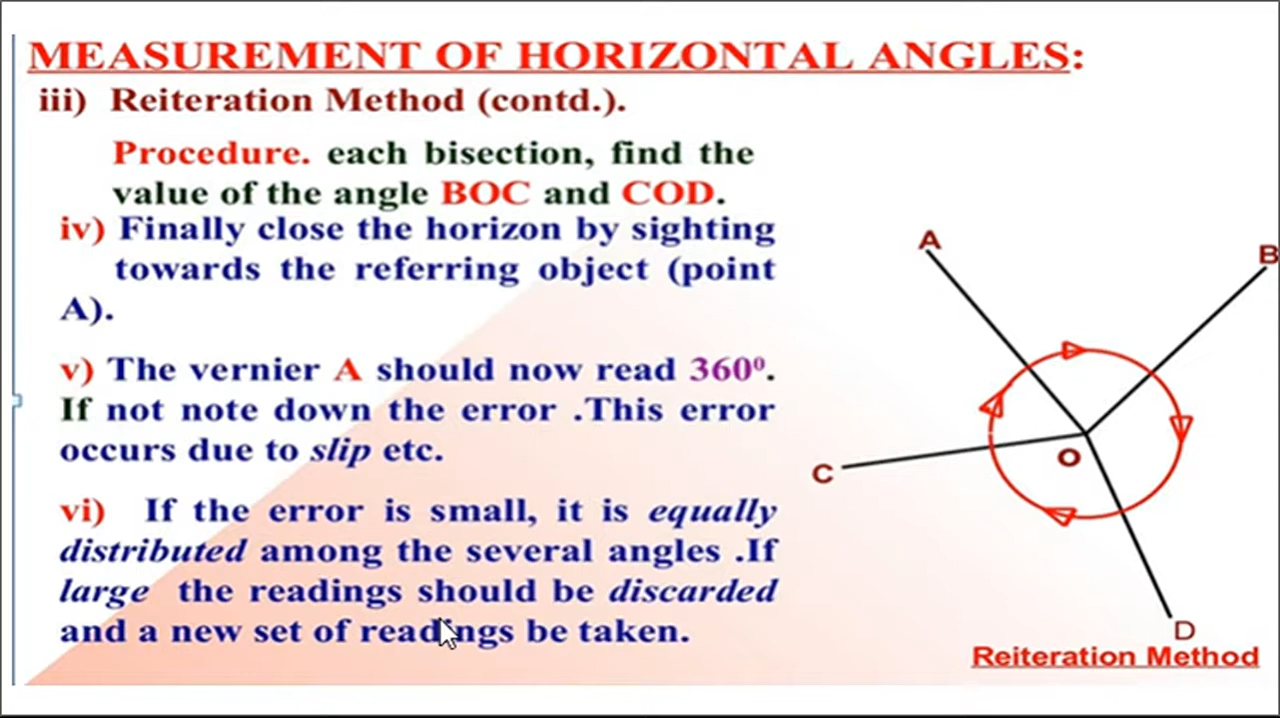 MEASUREMENT OF HORIZONTAL ANGLES:
iii) Reiteration Method (contd.).
Procedure. each bisection, find the
value of the angle BOC and COD.
iv) Finally close the horizon by sighting
towards the referring object (point
A).
v) The vernier A should now read 360⁰.
If not note down the error .This error
occurs due to slip etc.
vi) If the error is small, it is equally
distributed among the several angles .If
large the readings should be discarded
and a new set of readings be taken.
A
B
C
O
D
Reiteration Method